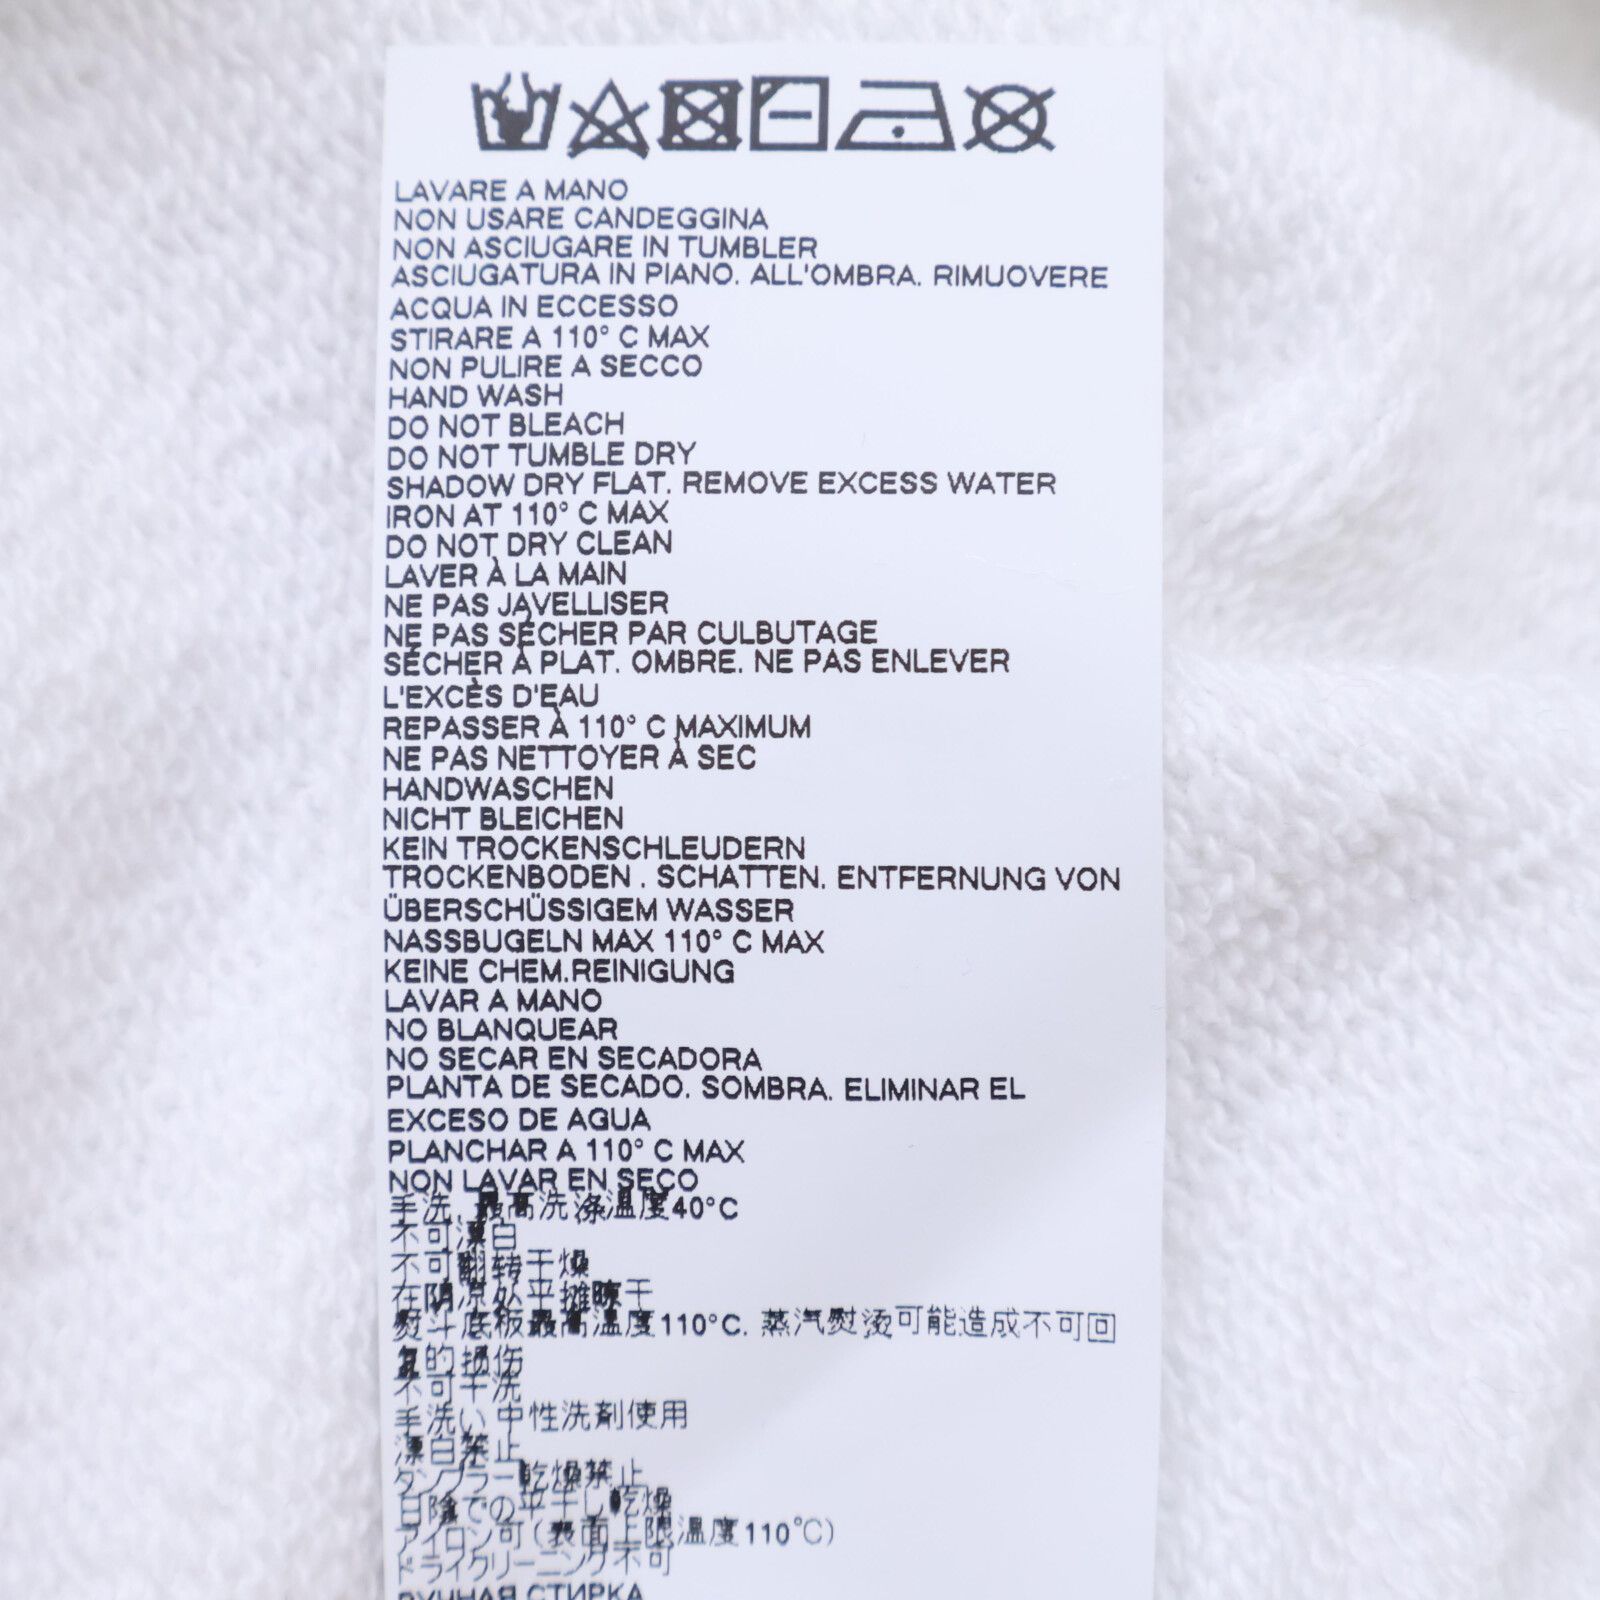 LAVARE A MANO
NON USARE CANDEGGINA
NON ASCIUGARE IN TUMBLER
ASCIUGATURA IN PIANO. ALL'OMBRA. RIMUOVERE
ACQUA IN ECCESSO
STIRARE A 110° C MAX
NON PULIRE A SECCO
HAND WASH
DO NOT BLEACH
DO NOT TUMBLE DRY
SHADOW DRY FLAT. REMOVE EXCESS WATER
IRON AT 110° C MAX
DO NOT DRY CLEAN
LAVER À LA MAIN
NE PAS JAVELLISER
NE PAS SÉCHER PAR CULBUTAGE
SÉCHER À PLAT. OMBRE. NE PAS ENLEVER
L'EXCÈS D'EAU
REPASSER À 110° C MAXIMUM
NE PAS NETTOYER À SEC
HANDWASCHEN
NICHT BLEICHEN
KEIN TROCKENSCHLEUDERN
TROCKENBODEN . SCHATTEN. ENTFERNUNG VON
ÜBERSCHÜSSIGEM WASSER
NASSBUGELN MAX 110° C MAX
KEINE CHEM.REINIGUNG
LAVAR A MANO
NO BLANQUEAR
NO SECAR EN SECADORA
PLANTA DE SECADO. SOMBRA. ELIMINAR EL
EXCESO DE AGUA
PLANCHAR A 110° C MAX
NON LAVAR EN SECO
手洗, 最高洗涤温度40°C
不可漂白
不可翻转干燥
在阴凉处平摊晾干
熨斗底板最高温度110°C. 蒸汽熨烫可能造成不可回
复的损伤
不可干洗
手洗い 中性洗剤使用
漂白禁止
タンブラー乾燥禁止
日陰での平干し乾燥
アイロン可(表面上限温度110℃)
ドライクリーニング不可
РУЧНАЯ СТИРКА